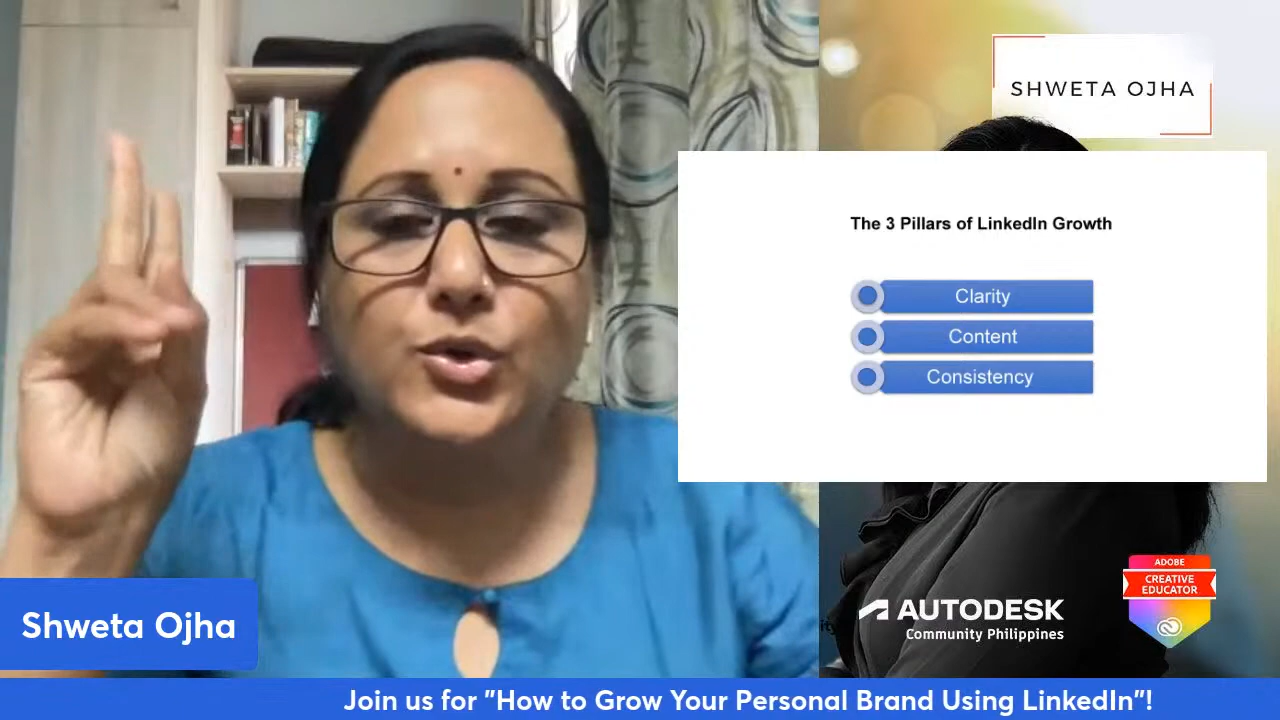 SHWETA OJHA
The 3 Pillars of LinkedIn Growth
Clarity
Content
Consistency
Shweta Ojha
AUTODESK
Community Philippines
ADOBE
CREATIVE
EDUCATOR
Join us for "How to Grow Your Personal Brand Using LinkedIn"!